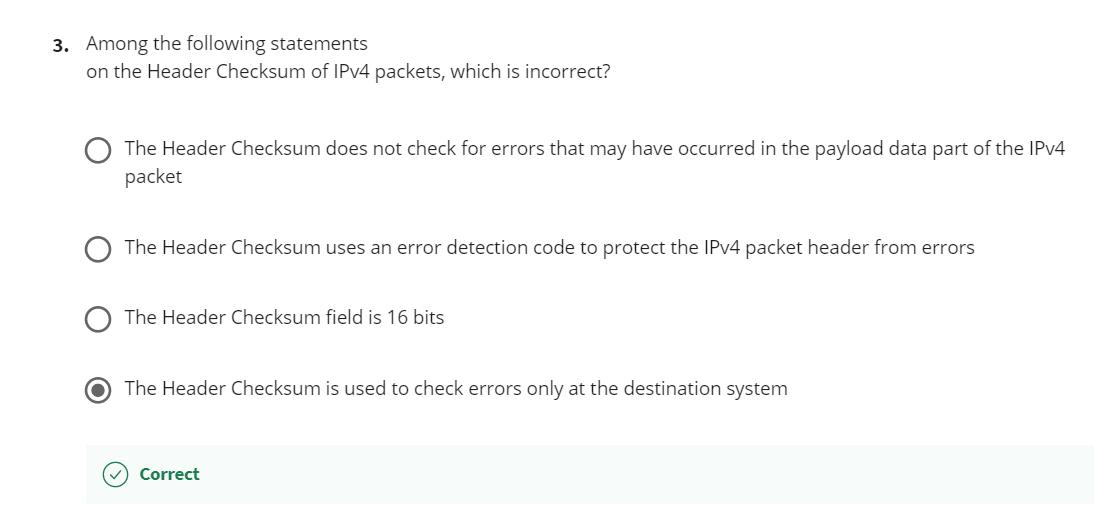 3. Among the following statements
on the Header Checksum of IPv4 packets, which is incorrect?
The Header Checksum does not check for errors that may have occurred in the payload data part of the IPv4
packet
The Header Checksum uses an error detection code to protect the IPv4 packet header from errors
The Header Checksum field is 16 bits
The Header Checksum is used to check errors only at the destination system
Correct